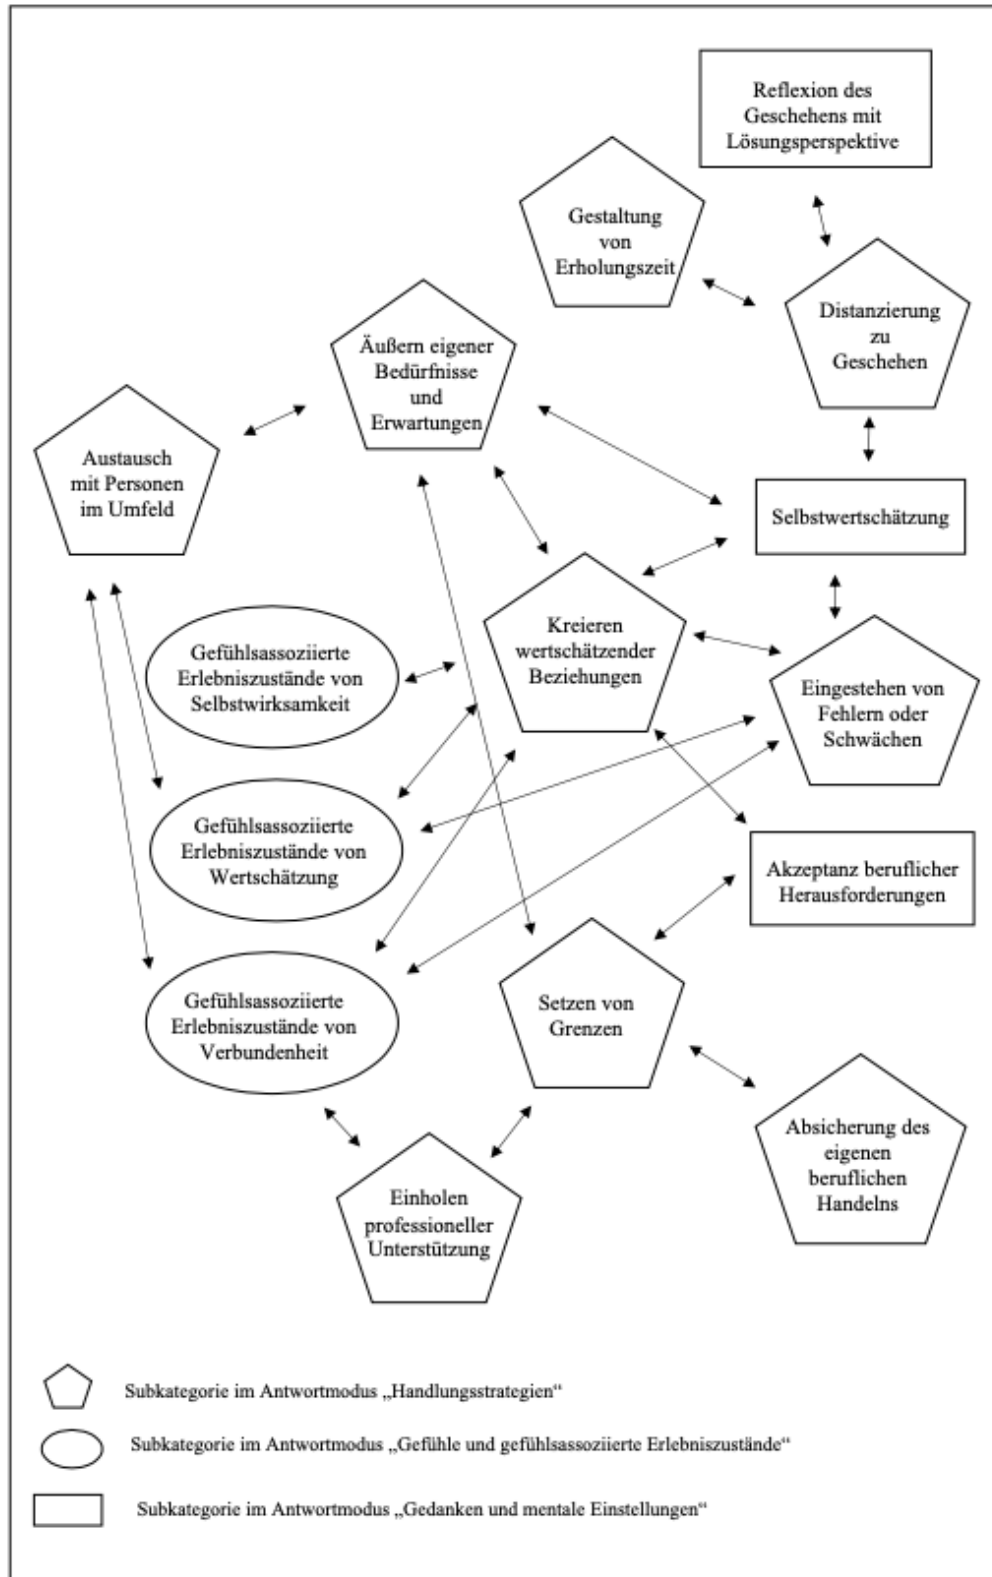 Reflexion des
Geschehens mit
Lösungsperspektive
Gestaltung
von
Erholungszeit
Distanzierung
zu
Geschehen
Äußern eigener
Bedürfnisse
und
Erwartungen
Austausch
mit Personen
im Umfeld
Selbstwertschätzung
Gefühlsassoziierte
Erlebniszustände von
Selbstwirksamkeit
Kreieren
wertschätzender
Beziehungen
Eingestehen von
Fehlern oder
Schwächen
Gefühlsassoziierte
Erlebniszustände von
Wertschätzung
Akzeptanz beruflicher
Herausforderungen
Gefühlsassoziierte
Erlebniszustände von
Verbundenheit
Setzen von
Grenzen
Absicherung des
eigenen
beruflichen
Handelns
Einholen
professioneller
Unterstützung
Subkategorie im Antwortmodus „Handlungsstrategien“
Subkategorie im Antwortmodus „Gefühle und gefühlsassoziierte Erlebniszustände“
Subkategorie im Antwortmodus „Gedanken und mentale Einstellungen“